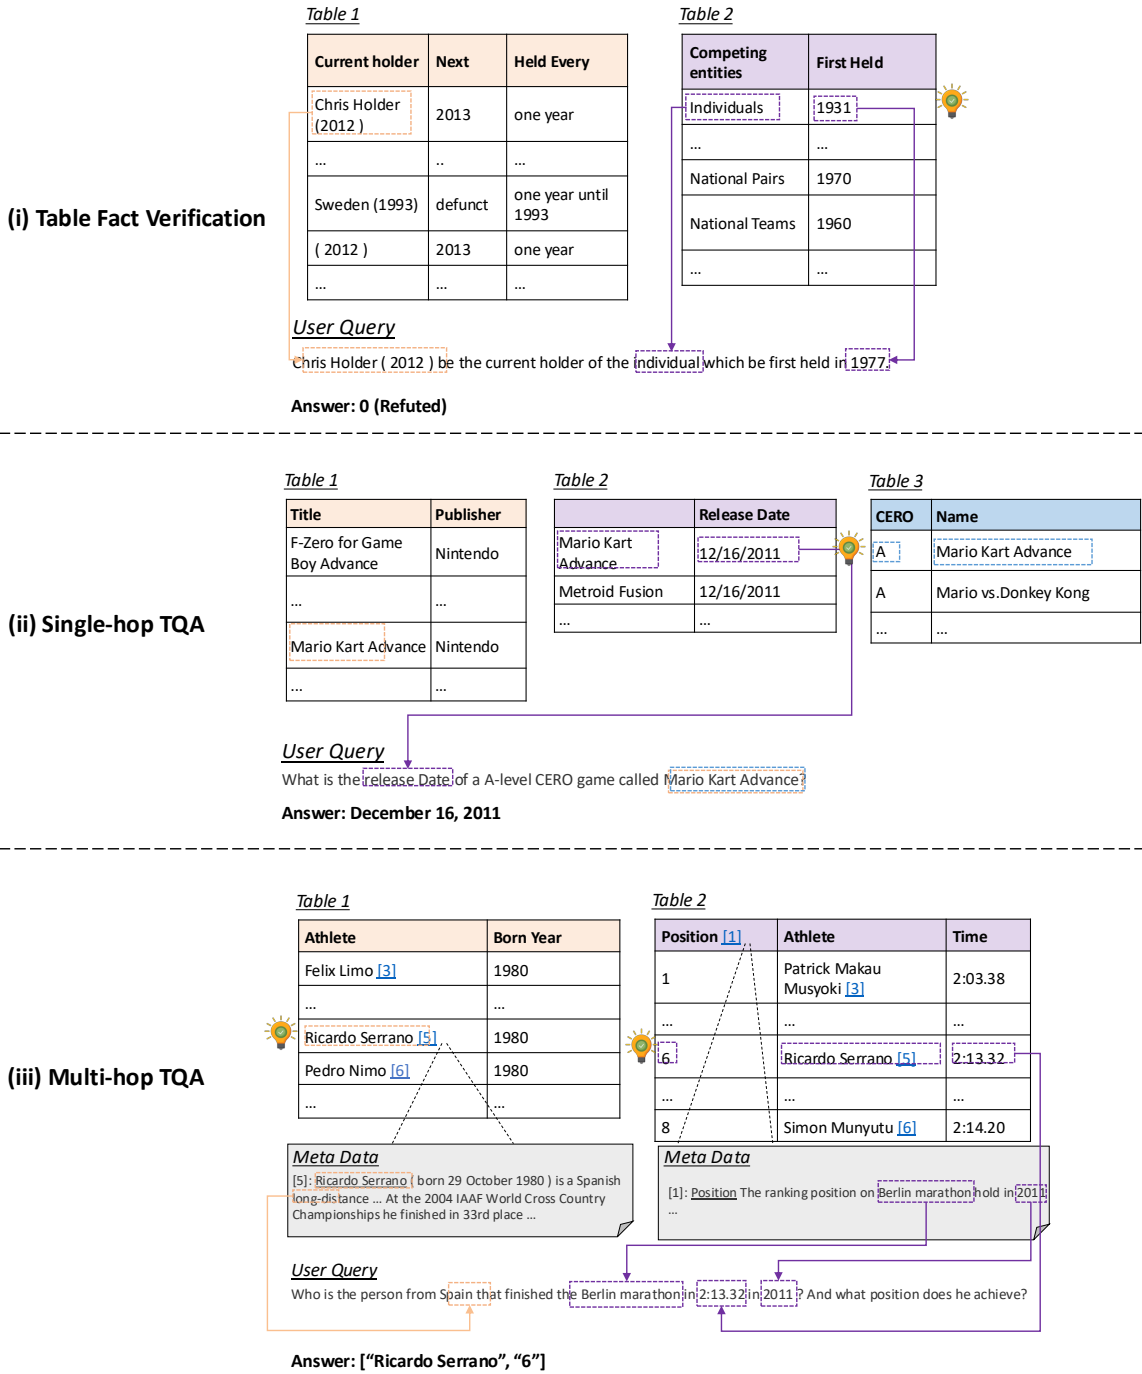 (i) Table Fact Verification
Table 1
Current holder Next Held Every
Chris Holder (2012 ) 2013 one year
... .. ...
Sweden (1993) defunct one year until 1993
( 2012 ) 2013 one year
... ... ...
Table 2
Competing entities First Held
Individuals 1931
... ...
National Pairs 1970
National Teams 1960
... ...
User Query
Chris Holder ( 2012 ) be the current holder of the individual which be first held in 1977.
Answer: 0 (Refuted)
(ii) Single-hop TQA
Table 1
Title Publisher
F-Zero for Game Boy Advance Nintendo
... ...
Mario Kart Advance Nintendo
... ...
Table 2
Release Date
Mario Kart Advance 12/16/2011
Metroid Fusion 12/16/2011
... ...
Table 3
CERO Name
A Mario Kart Advance
A Mario vs.Donkey Kong
... ...
User Query
What is the release Date of a A-level CERO game called Mario Kart Advance?
Answer: December 16, 2011
(iii) Multi-hop TQA
Table 1
Athlete Born Year
Felix Limo [3] 1980
... ...
Ricardo Serrano [5] 1980
Pedro Nimo [6] 1980
... ...
Meta Data
[5]: Ricardo Serrano ( born 29 October 1980 ) is a Spanish
long-distance ... At the 2004 IAAF World Cross Country
Championships he finished in 33rd place ...
Table 2
Position [1] Athlete Time
1 Patrick Makau Musyoki [3] 2:03.38
... ... ...
6 Ricardo Serrano [5] 2:13.32
... ... ...
8 Simon Munyutu [6] 2:14.20
Meta Data
[1]: Position The ranking position on Berlin marathon hold in 2011
...
User Query
Who is the person from Spain that finished the Berlin marathon in 2:13.32 in 2011 ? And what position does he achieve?
Answer: ["Ricardo Serrano", "6"]